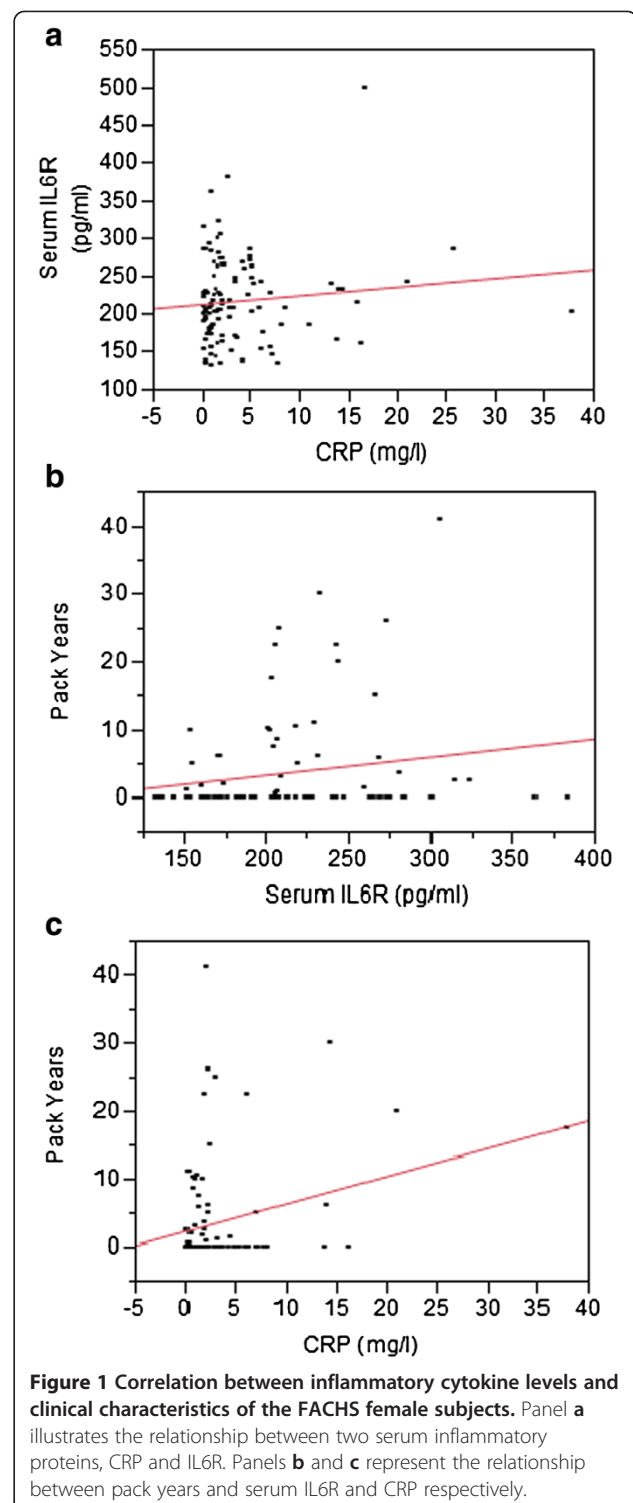 a
550
500
450
400
350
300
250
200
150
100
Serum IL6R
(pg/ml)
-5 0 5 10 15 20 25 30 35 40
CRP (mg/l)
b
40
30
20
10
0
Pack Years
150 200 250 300 350 400
Serum IL6R (pg/ml)
c
40
30
20
10
0
Pack Years
-5 0 5 10 15 20 25 30 35 40
CRP (mg/l)
Figure 1 Correlation between inflammatory cytokine levels and
clinical characteristics of the FACHS female subjects. Panel a
illustrates the relationship between two serum inflammatory
proteins, CRP and IL6R. Panels b and c represent the relationship
between pack years and serum IL6R and CRP respectively.